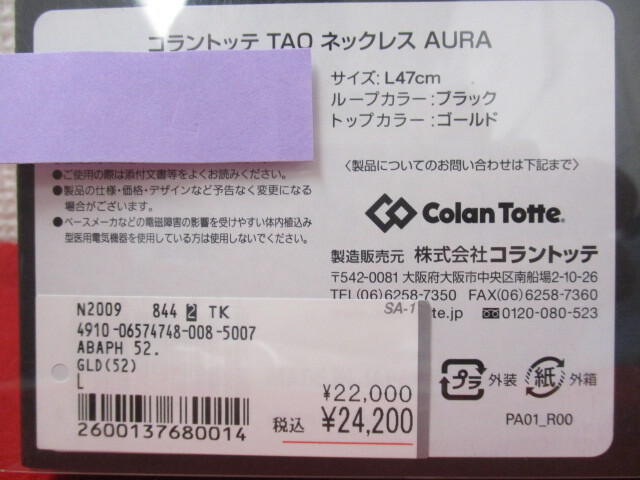 コラントッテ TAO ネックレス AURA
サイズ:L47cm
ループカラー:ブラック
トップカラー:ゴールド
●ご使用の際は添付文書等をよくお読みください。
●製品の仕様・価格・デザインなど予告なく変更になる
場合がございます。
●ペースメーカなどの電磁障害の影響を受けやすい体内植込み
型医用電気機器を使用している方は使用しないでください。
〈製品についてのお問い合わせは下記まで〉
Colan Totte®
製造販売元 株式会社コラントッテ
〒542-0081 大阪府大阪市中央区南船場2-10-26
TEL(06)6258-7350 FAX(06)6258-7360
tte.jp 0120-080-523
プラ 外装 紙 外箱
PA01_R00
N2009 844 2 TK
SA-1
4910-06574748-008-5007
ABAPH 52.
GLD(52)
L
¥22,000
税込 ¥24,200
2600137680014